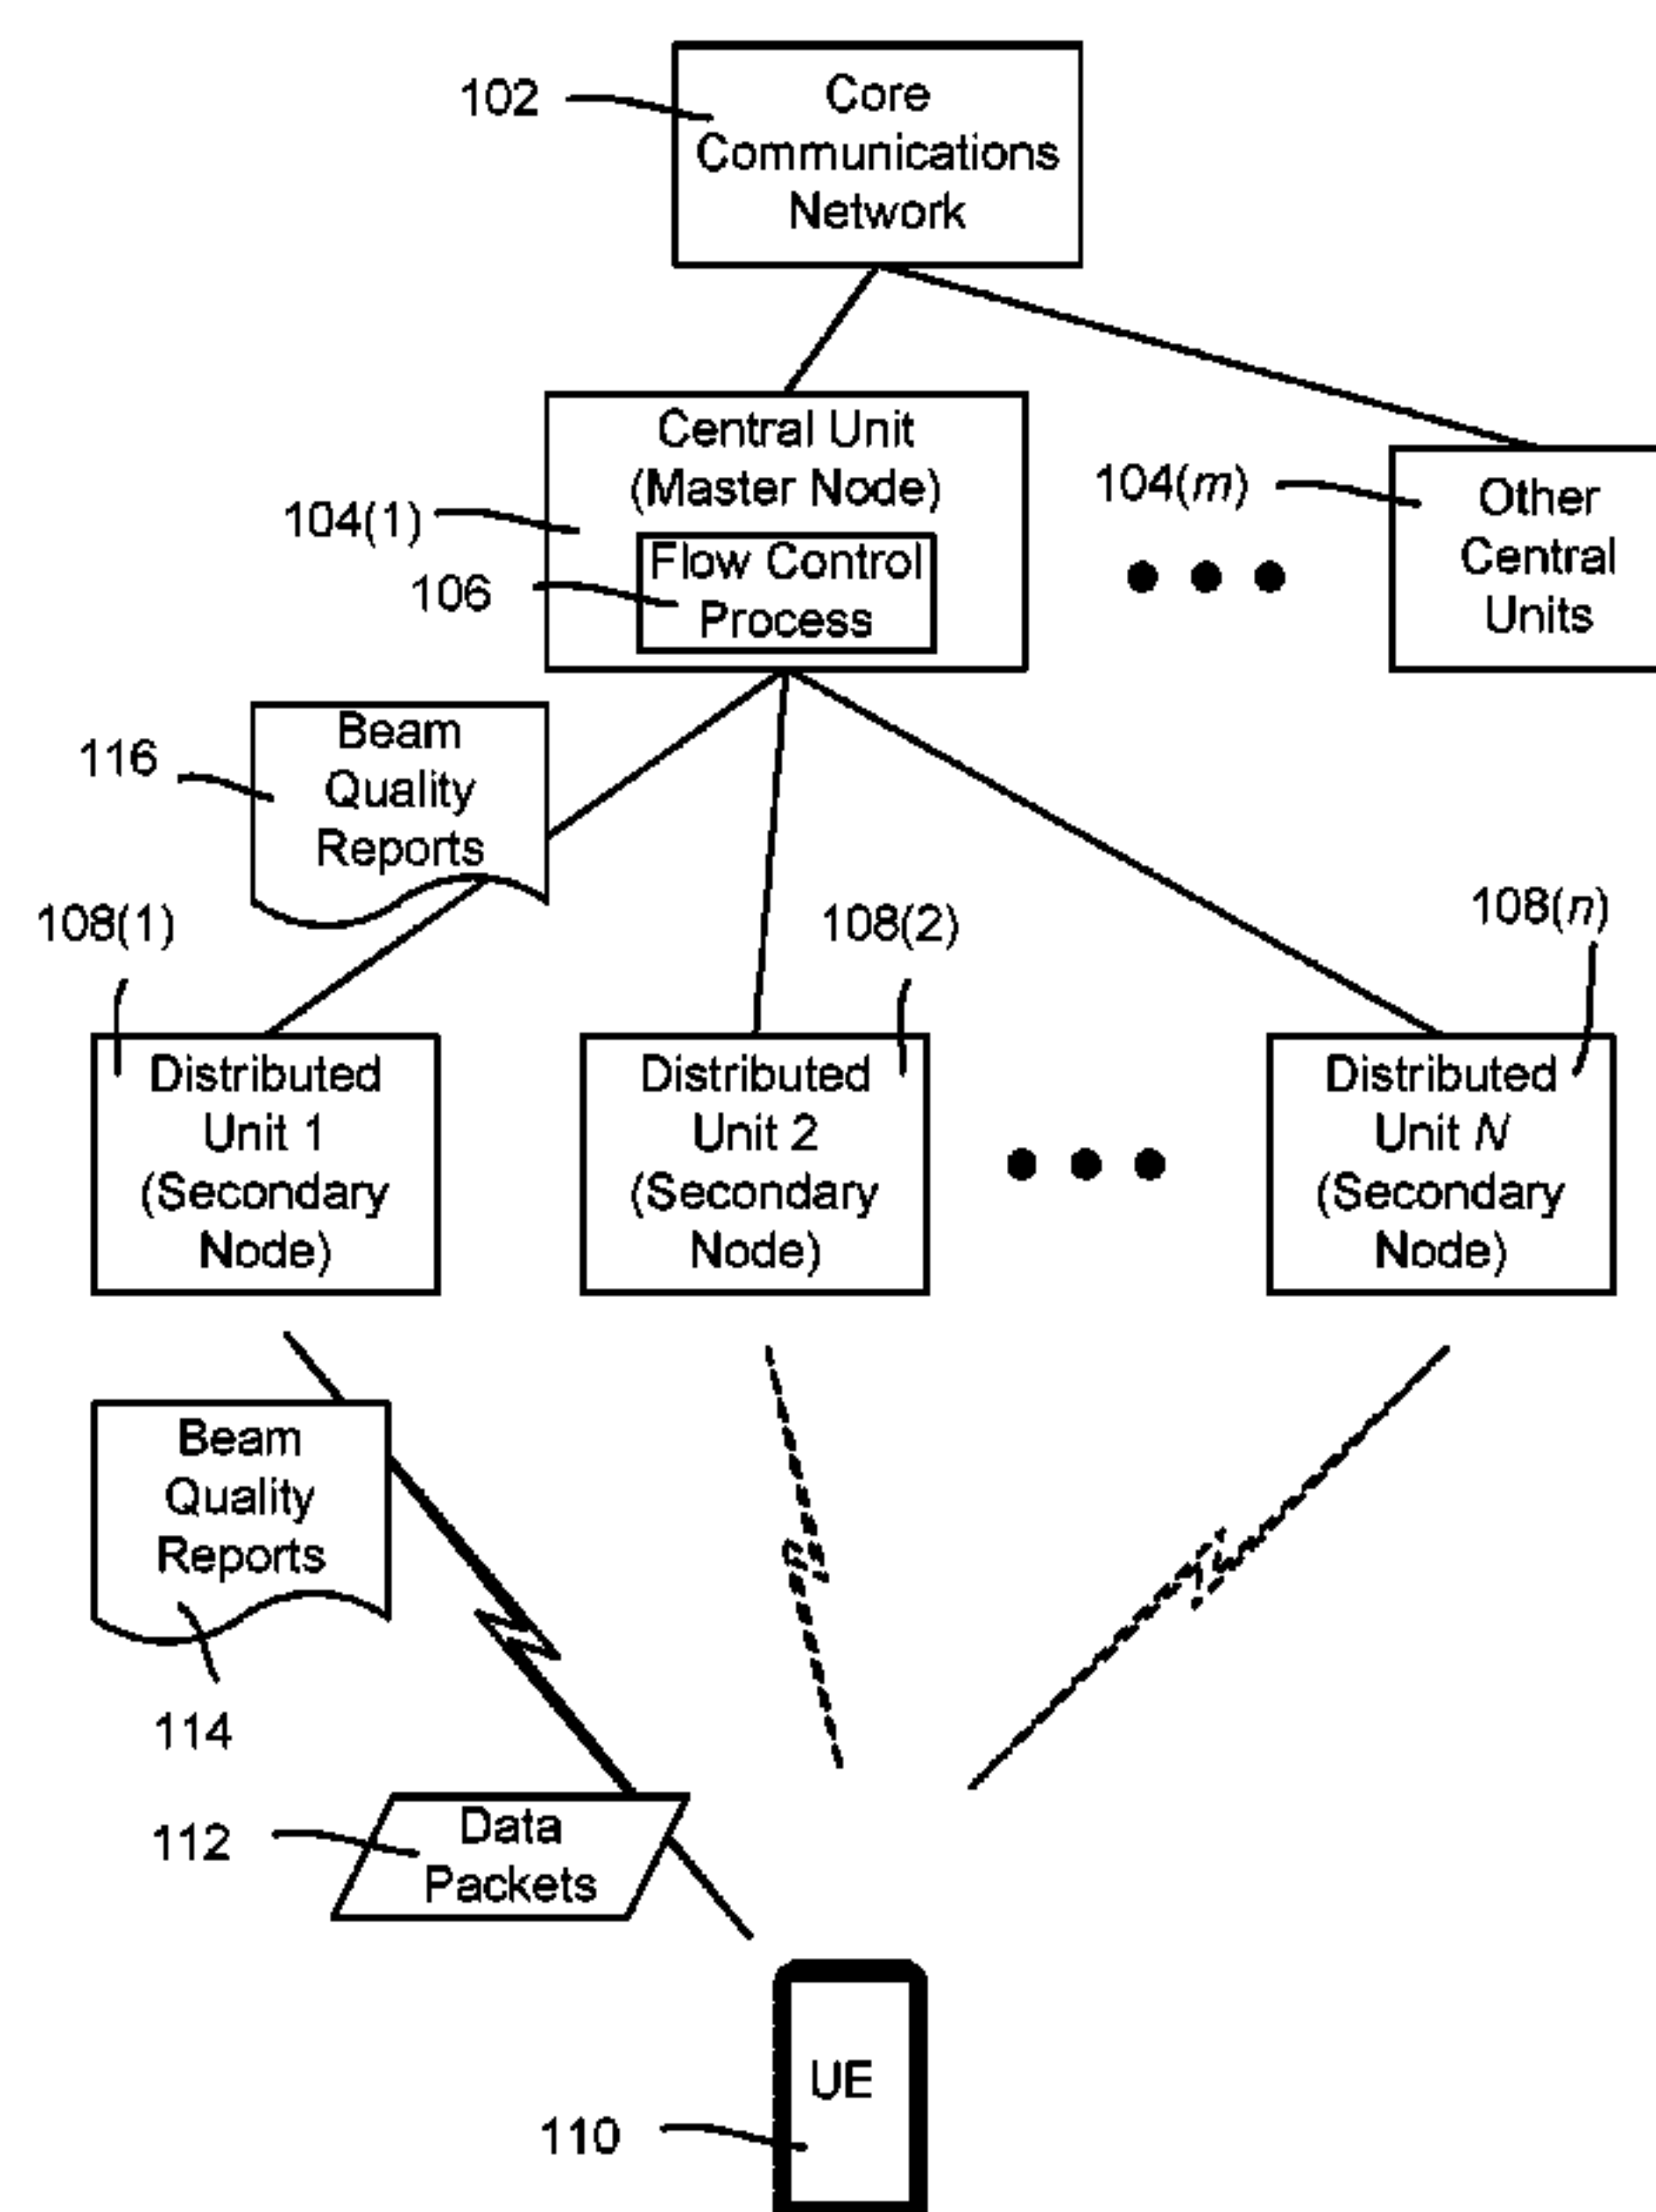 102
Core
Communications
Network
Central Unit
(Master Node)
104(1)
Flow Control
Process
106
104(m)
Other
Central
Units
116
Beam
Quality
Reports
108(1)
108(2)
108(n)
Distributed
Unit 1
(Secondary
Node)
Distributed
Unit 2
(Secondary
Node)
Distributed
Unit N
(Secondary
Node)
Beam
Quality
Reports
114
112
Data
Packets
UE
110